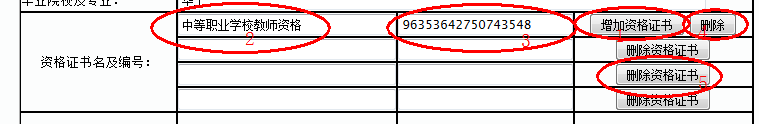 毕业院校及专业:
中等职业学校教师资格 96353642750743548 增加资格证书 删除
2 3 1 4
删除资格证书
资格证书名及编号:
删除资格证书
5
删除资格证书